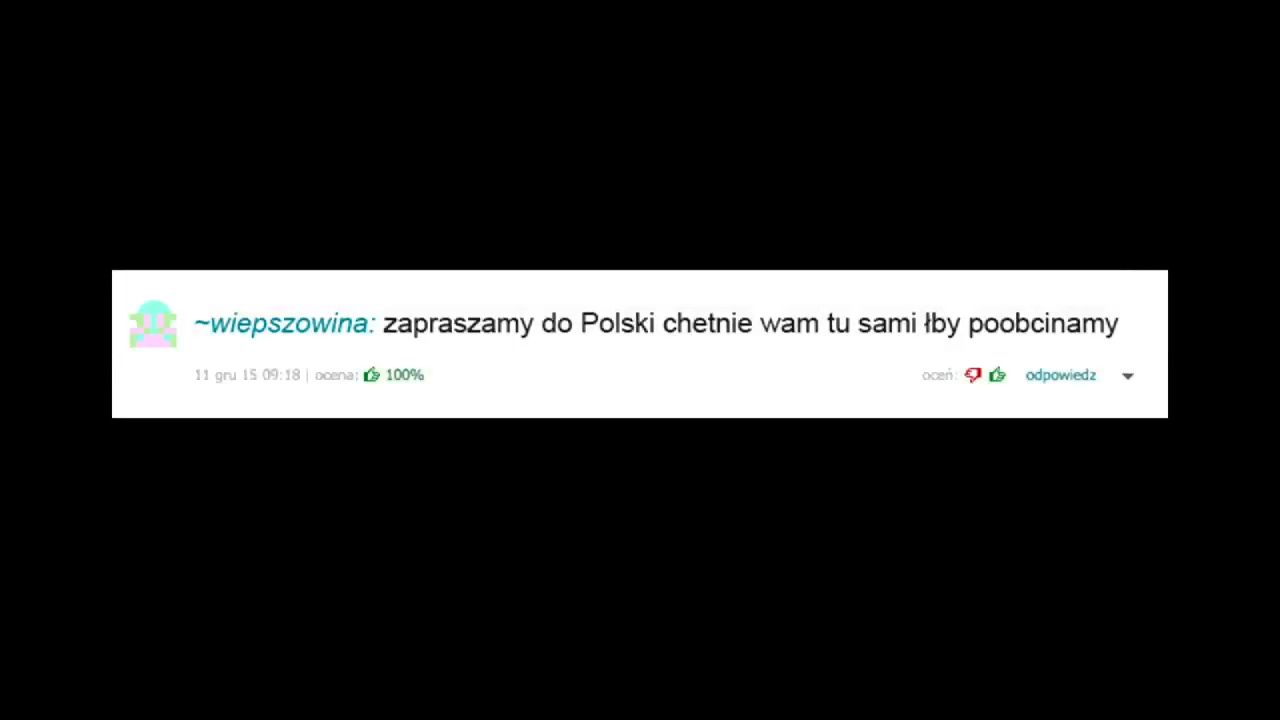 ~wiepszowina: zapraszamy do Polski chetnie wam tu sami łby poobcinamy
11 gru 15 09:18 | ocena: 100% oceń: odpowiedz